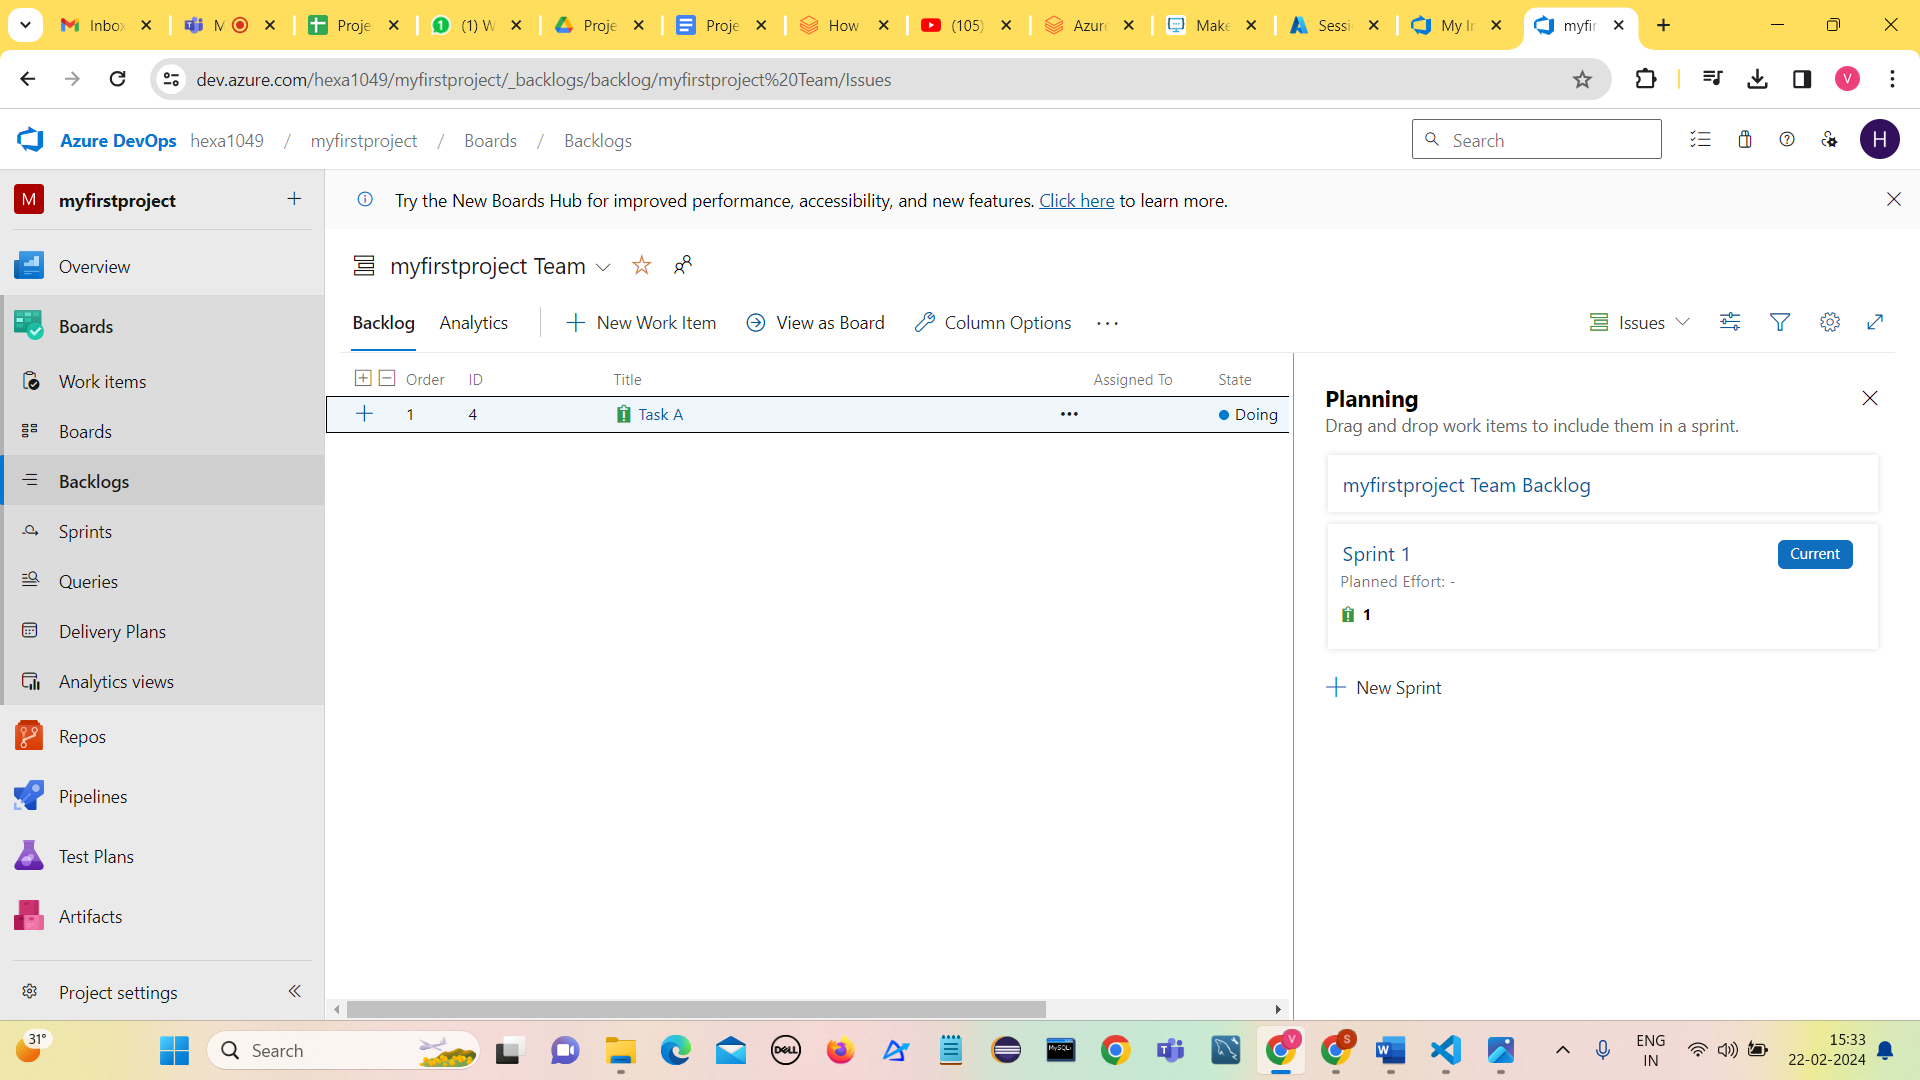 Inbox
M
Proje
(1) W
Proje
Proje
How
(105)
Azure
Make
Sessi
My In
myfir
dev.azure.com/hexa1049/myfirstproject/_backlogs/backlog/myfirstproject%20Team/Issues
V
Azure DevOps hexa1049 / myfirstproject / Boards / Backlogs
Search
H
M myfirstproject
Try the New Boards Hub for improved performance, accessibility, and new features. Click here to learn more.
Overview
Boards
Work items
Boards
Backlogs
Sprints
Queries
Delivery Plans
Analytics views
Repos
Pipelines
Test Plans
Artifacts
Project settings
myfirstproject Team
Backlog Analytics New Work Item View as Board Column Options
Issues
Order ID Title Assigned To State
1 4 Task A Doing
Planning
Drag and drop work items to include them in a sprint.
myfirstproject Team Backlog
Sprint 1 Current
Planned Effort: -
1
New Sprint
31°
Search
DELL
MySQL
V
S
ENG
IN
15:33
22-02-2024